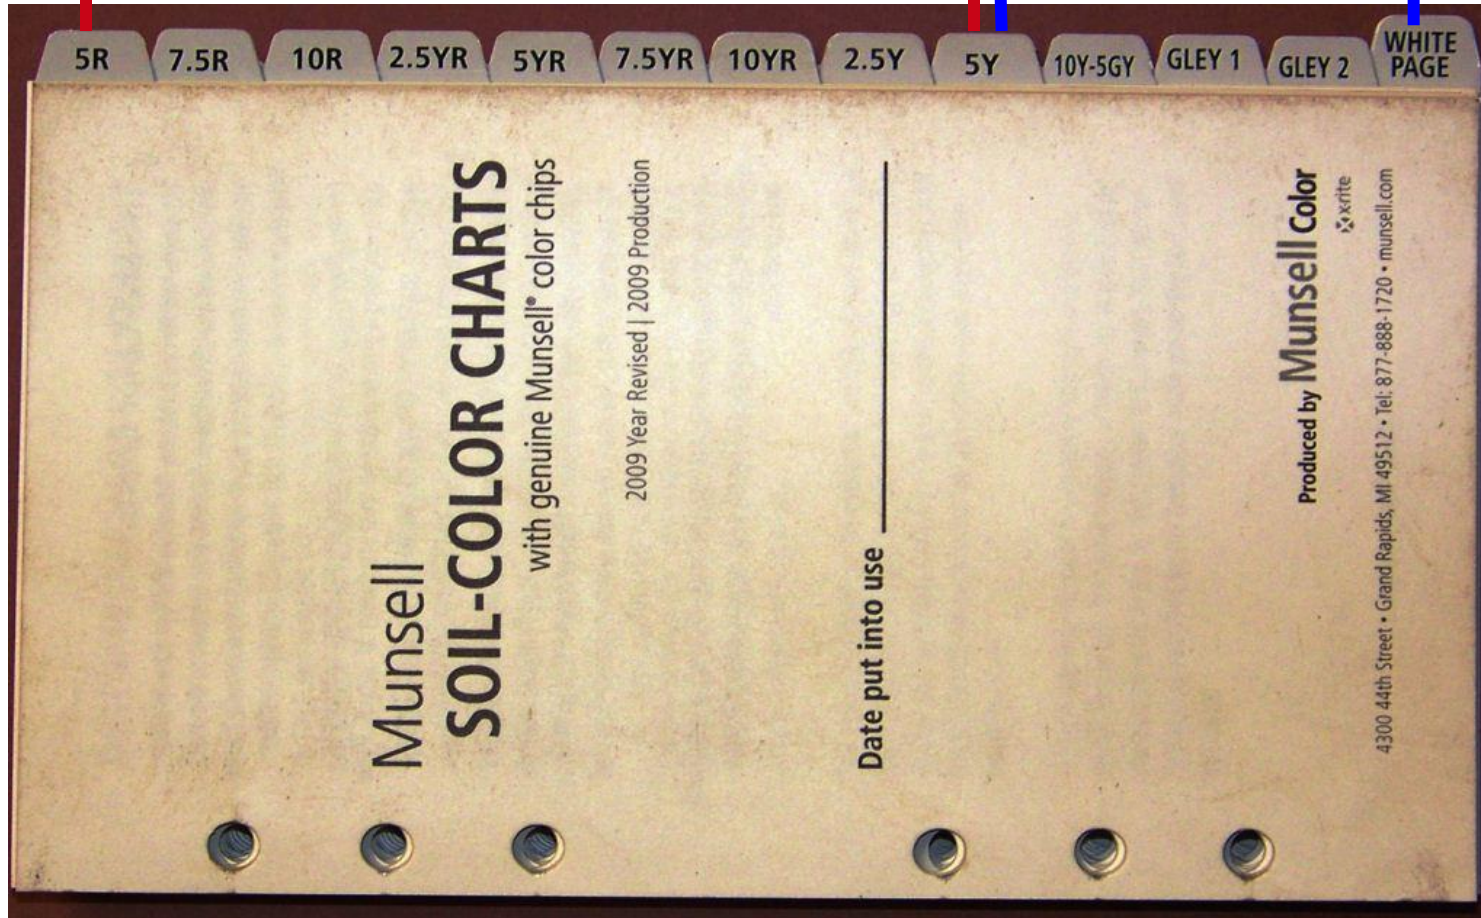 5R
7.5R
10R
2.5YR
5YR
7.5YR
10YR
2.5Y
5Y
10Y-5GY
GLEY 1
GLEY 2
WHITE
PAGE
Munsell
SOIL-COLOR CHARTS
with genuine Munsell® color chips
2009 Year Revised | 2009 Production
Date put into use
Produced by Munsell Color
x·rite
4300 44th Street • Grand Rapids, MI 49512 • Tel: 877-888-1720 • munsell.com